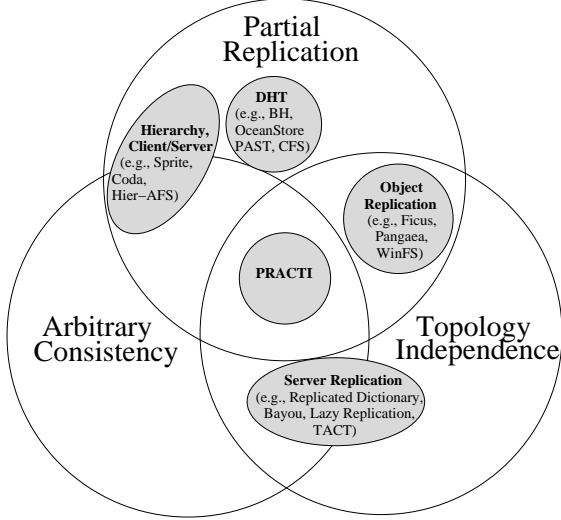 Partial
Replication
DHT
(e.g., BH,
OceanStore
PAST, CFS)
Hierarchy,
Client/Server
(e.g., Sprite,
Coda,
Hier−AFS)
Object
Replication
(e.g., Ficus,
Pangaea,
WinFS)
PRACTI
Arbitrary
Consistency
Topology
Independence
Server Replication
(e.g., Replicated Dictionary,
Bayou, Lazy Replication,
TACT)